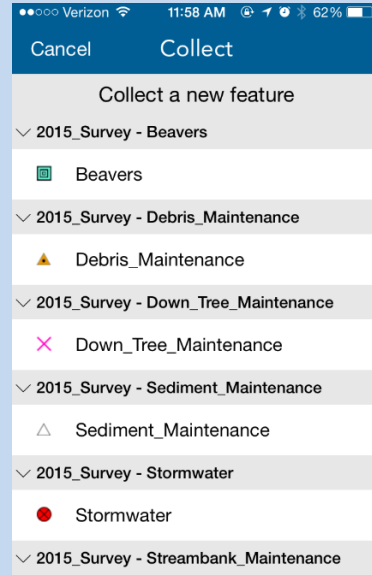 Verizon 11:58 AM 62%
Cancel Collect
Collect a new feature
2015_Survey - Beavers
Beavers
2015_Survey - Debris_Maintenance
Debris_Maintenance
2015_Survey - Down_Tree_Maintenance
Down_Tree_Maintenance
2015_Survey - Sediment_Maintenance
Sediment_Maintenance
2015_Survey - Stormwater
Stormwater
2015_Survey - Streambank_Maintenance